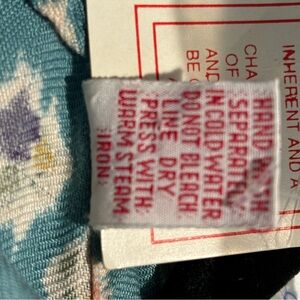 HAND WASH
SEPARATELY
IN COLD WATER
DO NOT BLEACH
LINE DRY
PRESS WITH
WARM STEAM
IRON
INHERENT AND A
CHA
OF
AND
BE